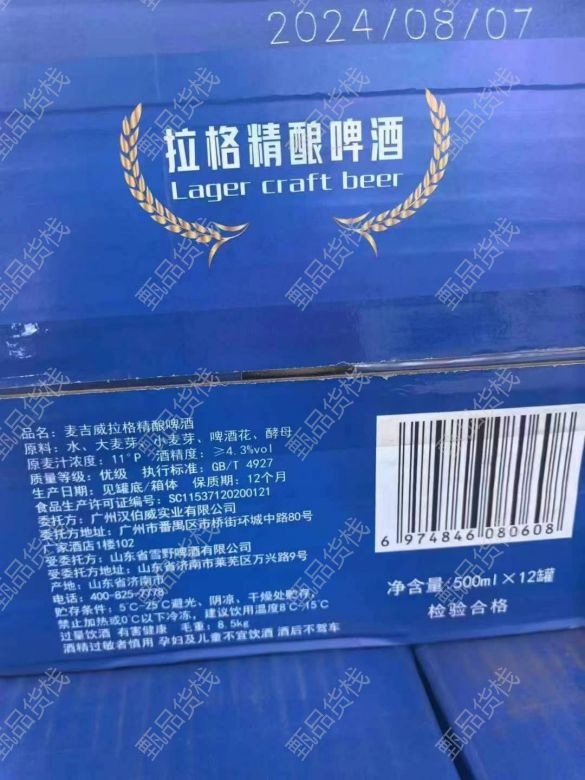 2024/08/07
拉格精酿啤酒
Lager craft beer
品名：麦吉威拉格精酿啤酒
原料：水、大麦芽、小麦芽、啤酒花、酵母
原麦汁浓度：11°P 酒精度：≥4.3%vol
质量等级：优级 执行标准：GB/T 4927
生产日期：见罐底/箱体 保质期：12个月
食品生产许可证编号：SC11537120200121
委托方：广州汉伯威实业有限公司
委托方地址：广州市番禺区市桥街环城中路80号
厂家酒店1楼102
受委托方：山东省雪野啤酒有限公司
受委托方地址：山东省济南市莱芜区万兴路9号
产地：山东省济南市
电话：400-825-7778
贮存条件：5℃-25℃避光、阴凉、干燥处贮存，
禁止加热或0℃以下冷冻，建议饮用温度8℃-15℃
过量饮酒 有害健康 毛重：8.5kg
酒精过敏者慎用 孕妇及儿童不宜饮酒 酒后不驾车
6 974846 080608
净含量：500ml×12罐
检验合格
甄品货栈